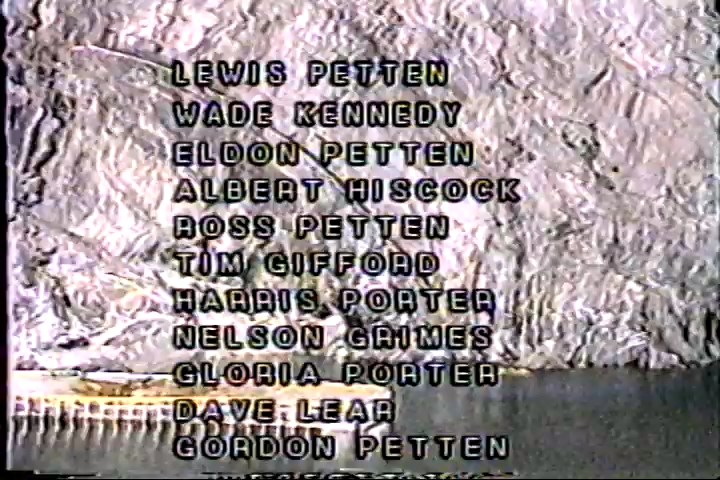 LEWIS PETTEN
WADE KENNEDY
ELDON PETTEN
ALBERT HISCOCK
ROSS PETTEN
TIM GIFFORD
HARRIS PORTER
NELSON GRIMES
GLORIA PORTER
DAVE LEAR
GORDON PETTEN